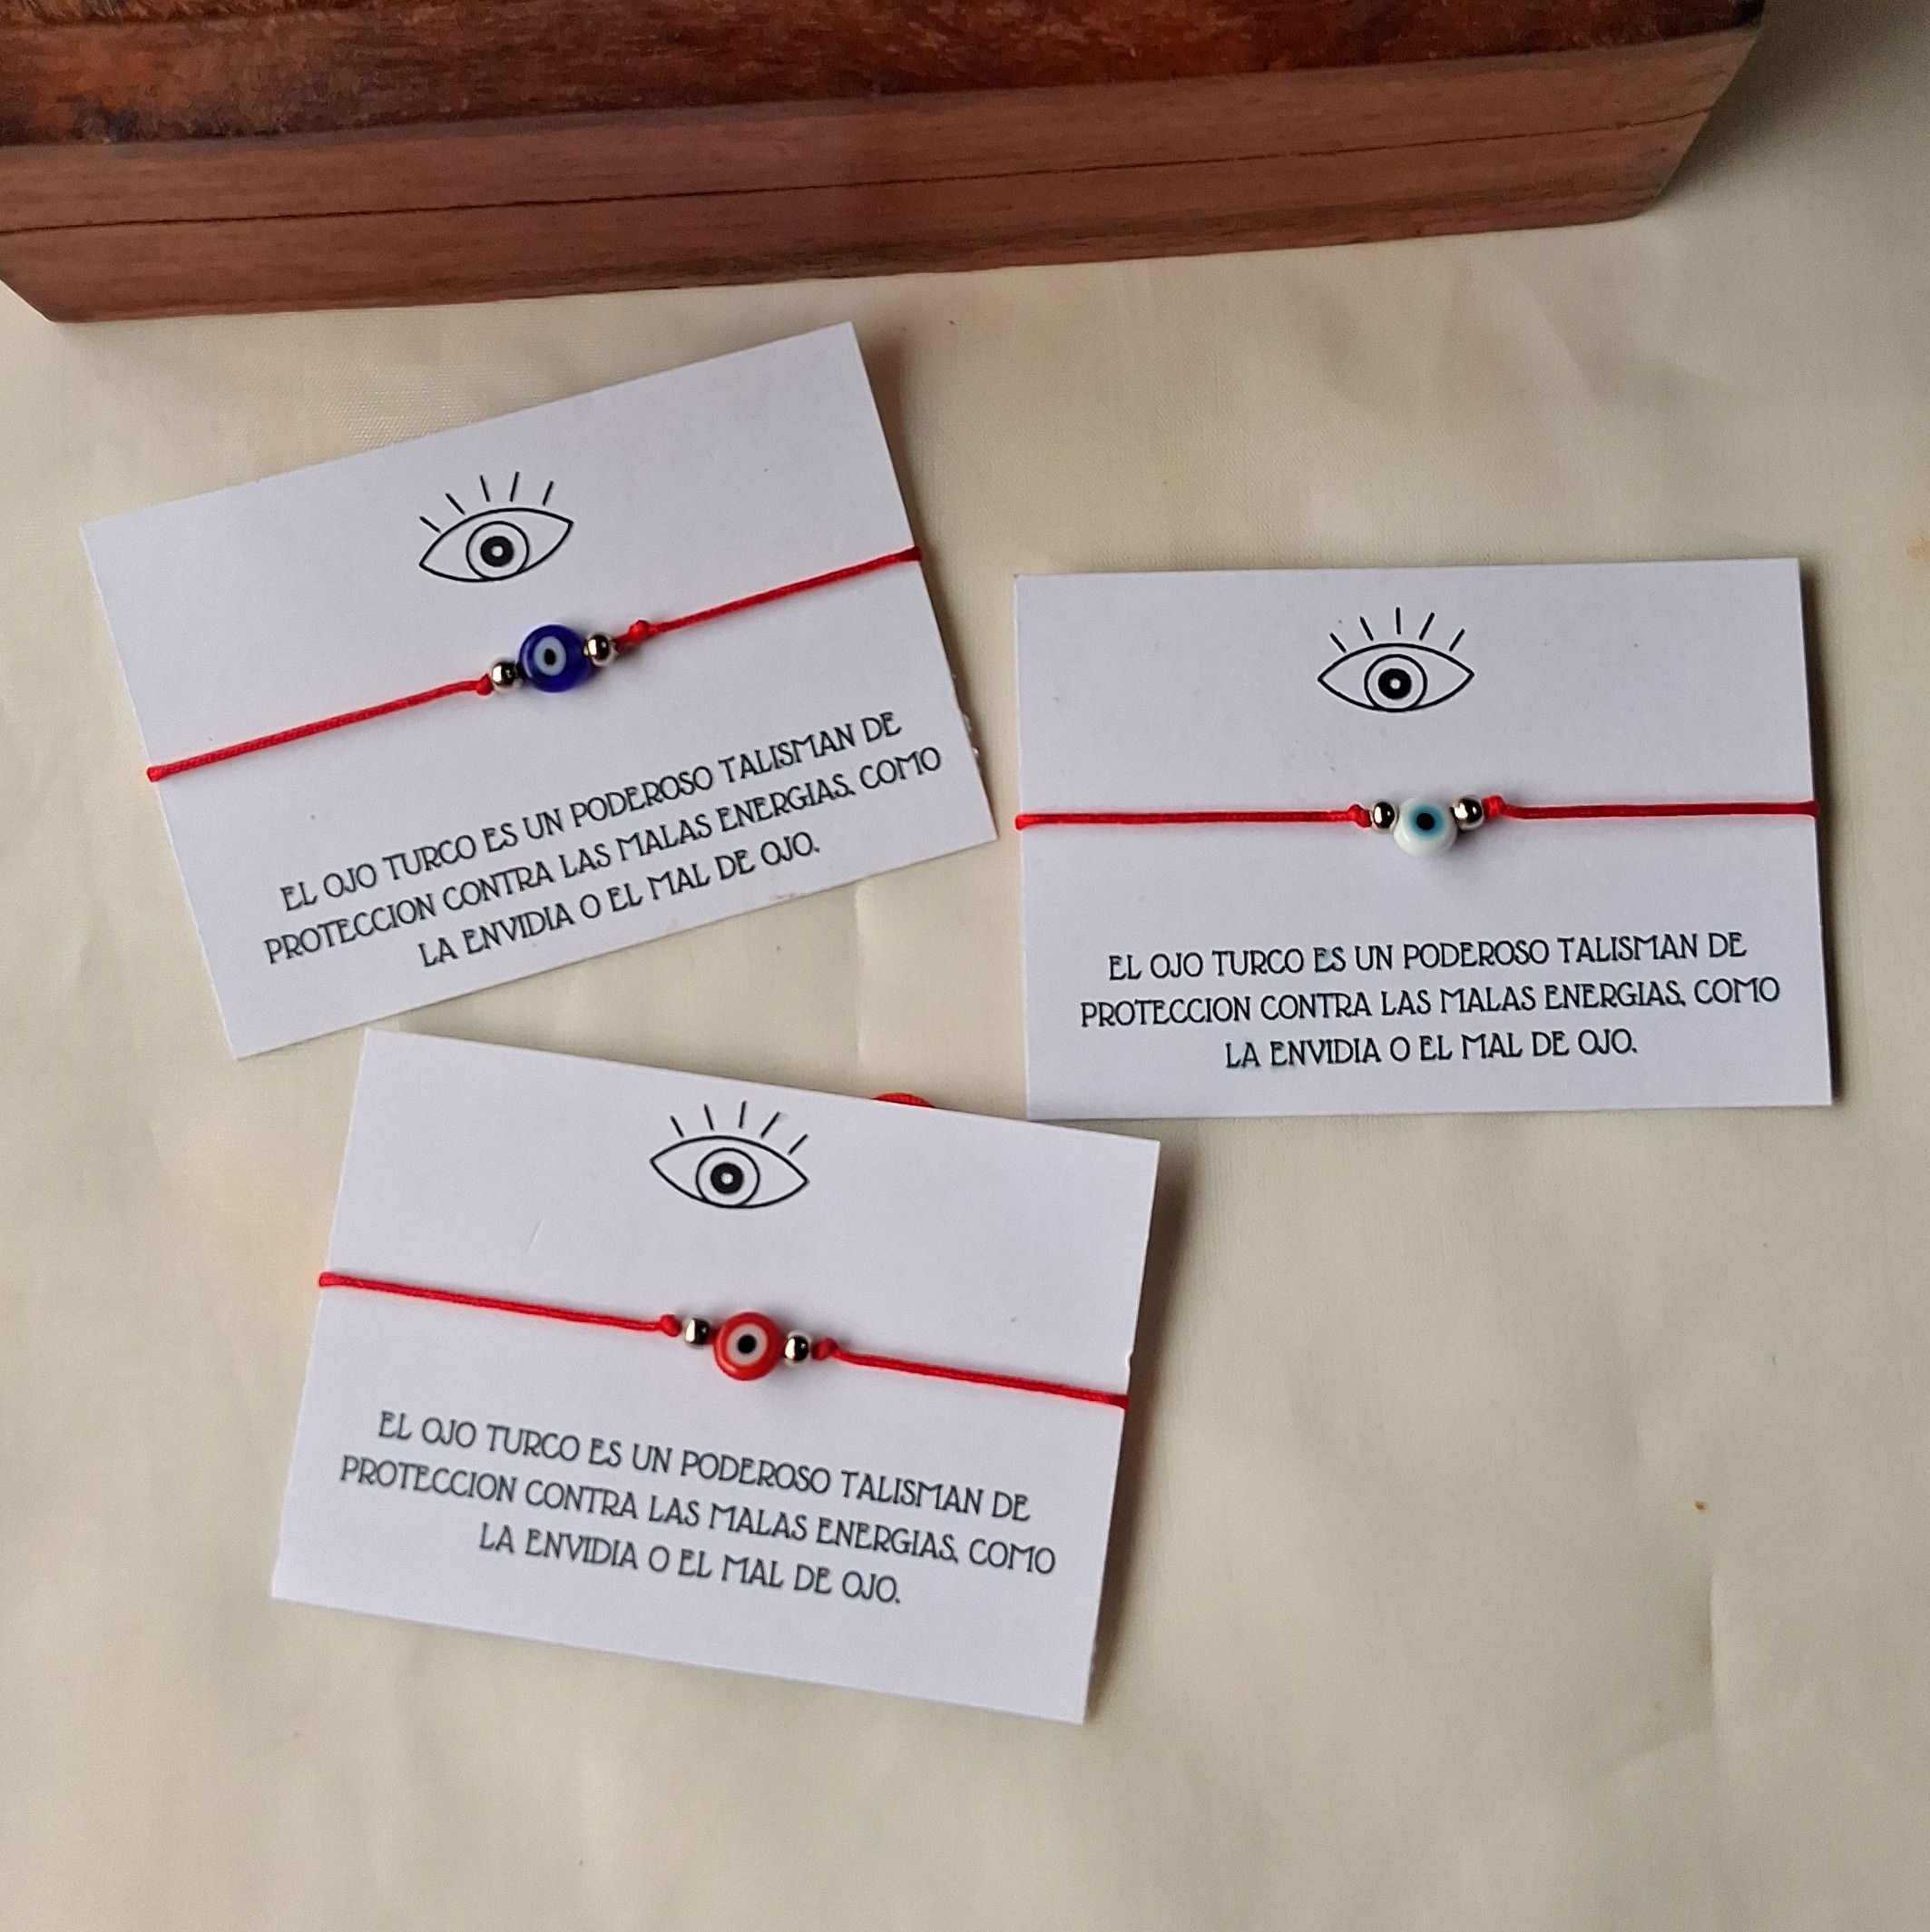 EL OJO TURCO ES UN PODEROSO TALISMAN DE
PROTECCION CONTRA LAS MALAS ENERGIAS, COMO
LA ENVIDIA O EL MAL DE OJO.
EL OJO TURCO ES UN PODEROSO TALISMAN DE
PROTECCION CONTRA LAS MALAS ENERGIAS, COMO
LA ENVIDIA O EL MAL DE OJO.
EL OJO TURCO ES UN PODEROSO TALISMAN DE
PROTECCION CONTRA LAS MALAS ENERGIAS, COMO
LA ENVIDIA O EL MAL DE OJO.